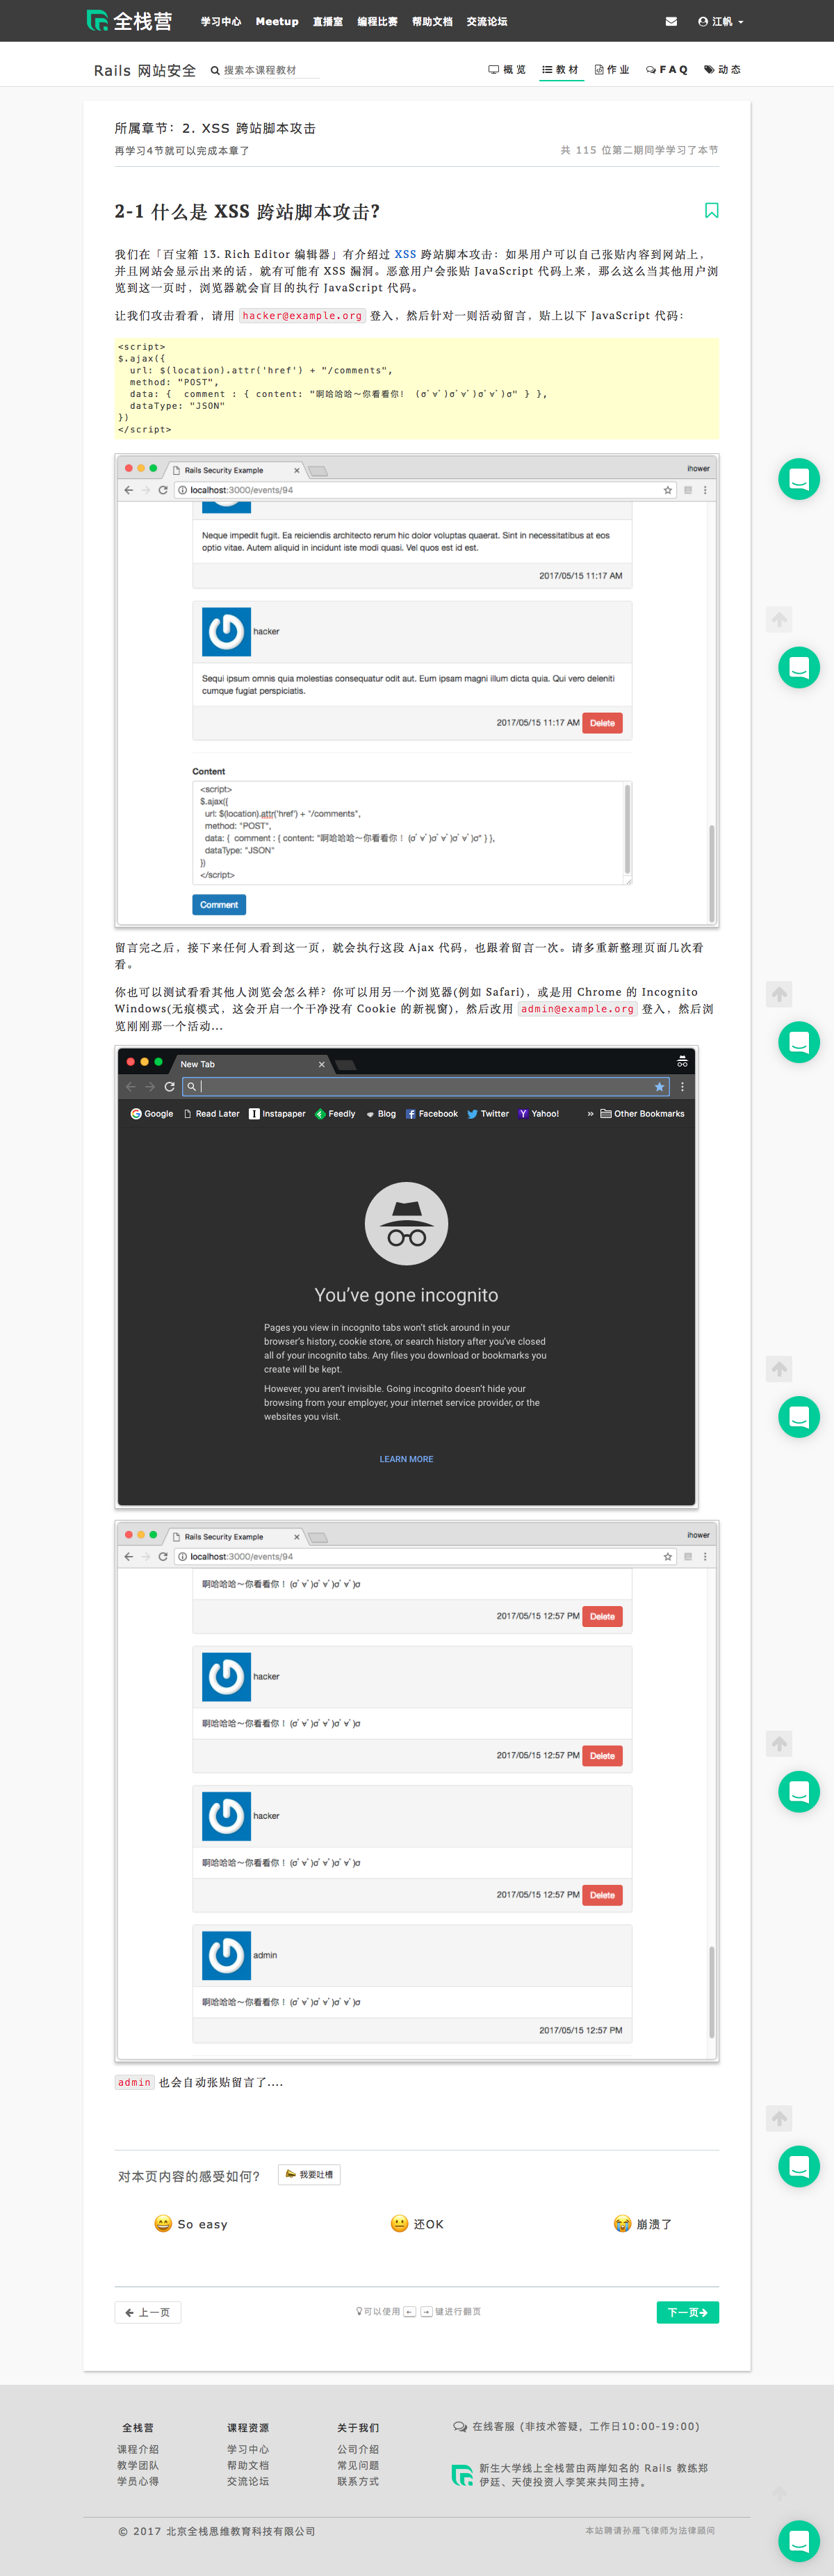 全栈营
学习中心 Meetup 直播室 编程比赛 帮助文档 交流论坛 江帆
Rails 网站安全 搜索本课程教材 概览 教材 作业 FAQ 动态
所属章节：2. XSS 跨站脚本攻击
再学习4节就可以完成本章了 共 115 位第二期同学学习了本节
2-1 什么是 XSS 跨站脚本攻击?
我们在「百宝箱 13. Rich Editor 编辑器」有介绍过 XSS 跨站脚本攻击：如果用户可以自己张贴内容到网站上，
并且网站会显示出来的话，就有可能有 XSS 漏洞。恶意用户会张贴 JavaScript 代码上来，那么这么当其他用户浏
览到这一页时，浏览器就会盲目的执行 JavaScript 代码。
让我们攻击看看，请用 hacker@example.org 登入，然后针对一则活动留言，贴上以下 JavaScript 代码：
<script>
$.ajax({
url: $(location).attr('href') + "/comments",
method: "POST",
data: { comment : { content: "啊哈哈哈～你看看你! (σ゚∀゚)σ゚∀゚)σ゚∀゚)σ" } },
dataType: "JSON"
})
</script>
Rails Security Example ihower
localhost:3000/events/94
Neque impedit fugit. Ea reiciendis architecto rerum hic dolor voluptas quaerat. Sint in necessitatibus at eos
optio vitae. Autem aliquid in incidunt iste modi quasi. Vel quos est id est.
2017/05/15 11:17 AM
hacker
Sequi ipsum omnis quia molestias consequatur odit aut. Eum ipsam magni illum dicta quia. Qui vero deleniti
cumque fugiat perspiciatis.
2017/05/15 11:17 AM Delete
Content
<script>
$.ajax({
url: $(location).attr('href') + "/comments",
method: "POST",
data: { comment : { content: "啊哈哈哈～你看看你！ (σ゚∀゚)σ゚∀゚)σ゚∀゚)σ" } },
dataType: "JSON"
})
</script>
Comment
留言完之后，接下来任何人看到这一页，就会执行这段 Ajax 代码，也跟着留言一次。请多重新整理页面几次看
看。
你也可以测试看看其他人浏览会怎么样？你可以用另一个浏览器(例如 Safari)，或是用 Chrome 的 Incognito
Windows(无痕模式，这会开启一个干净没有 Cookie 的新视窗)，然后改用 admin@example.org 登入，然后浏
览刚刚那一个活动...
New Tab
Google Read Later Instapaper Feedly Blog Facebook Twitter Yahoo! » Other Bookmarks
You've gone incognito
Pages you view in incognito tabs won't stick around in your
browser's history, cookie store, or search history after you've closed
all of your incognito tabs. Any files you download or bookmarks you
create will be kept.
However, you aren't invisible. Going incognito doesn't hide your
browsing from your employer, your internet service provider, or the
websites you visit.
LEARN MORE
Rails Security Example ihower
localhost:3000/events/94
啊哈哈哈～你看看你！ (σ゚∀゚)σ゚∀゚)σ゚∀゚)σ
2017/05/15 12:57 PM Delete
hacker
啊哈哈哈～你看看你！ (σ゚∀゚)σ゚∀゚)σ゚∀゚)σ
2017/05/15 12:57 PM Delete
hacker
啊哈哈哈～你看看你！ (σ゚∀゚)σ゚∀゚)σ゚∀゚)σ
2017/05/15 12:57 PM Delete
admin
啊哈哈哈～你看看你！ (σ゚∀゚)σ゚∀゚)σ゚∀゚)σ
2017/05/15 12:57 PM
admin 也会自动张贴留言了....
对本页内容的感受如何？ 我要吐槽
So easy 还OK 崩溃了
上一页 可以使用 ← → 键进行翻页 下一页
全栈营 课程资源 关于我们 在线客服 (非技术答疑，工作日10:00-19:00)
课程介绍 学习中心 公司介绍
教学团队 帮助文档 常见问题
学员心得 交流论坛 联系方式
新生大学线上全栈营由两岸知名的 Rails 教练郑
伊廷、天使投资人李笑来共同主持。
© 2017 北京全栈思维教育科技有限公司 本站聘请孙雁飞律师为法律顾问